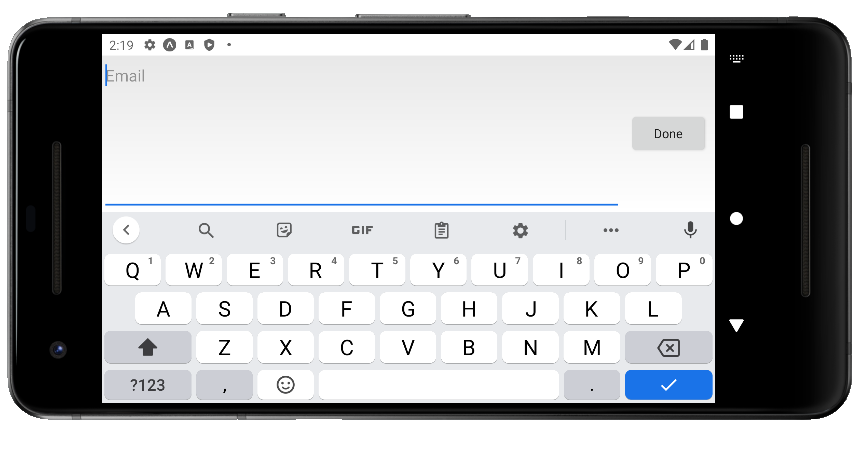 2:19
Email
Done
GIF
Q 1 W 2 E 3 R 4 T 5 Y 6 U 7 I 8 O 9 P 0
A S D F G H J K L
Z X C V B N M
?123 , .